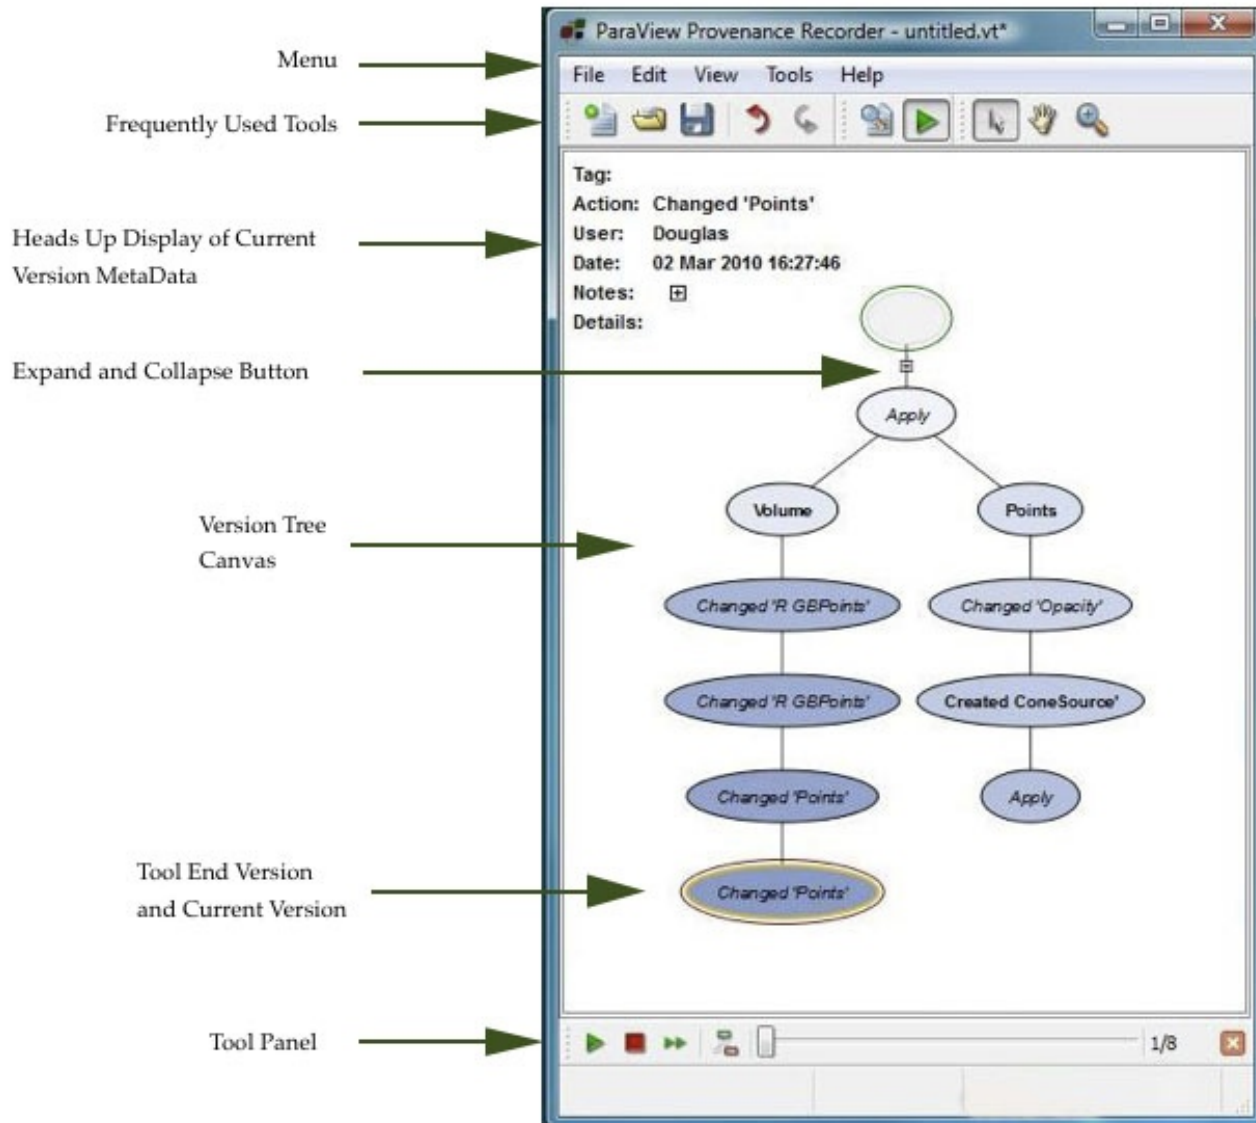 ParaView Provenance Recorder - untitled.vt*
Menu
File Edit View Tools Help
Frequently Used Tools
Tag:
Action: Changed 'Points'
User: Douglas
Date: 02 Mar 2010 16:27:46
Notes:
Details:
Heads Up Display of Current
Version MetaData
Expand and Collapse Button
Apply
Volume
Points
Version Tree
Canvas
Changed 'R GBPoints'
Changed 'Opacity'
Changed 'R GBPoints'
Created ConeSource'
Changed 'Points'
Apply
Tool End Version
and Current Version
Changed 'Points'
Tool Panel
1/8